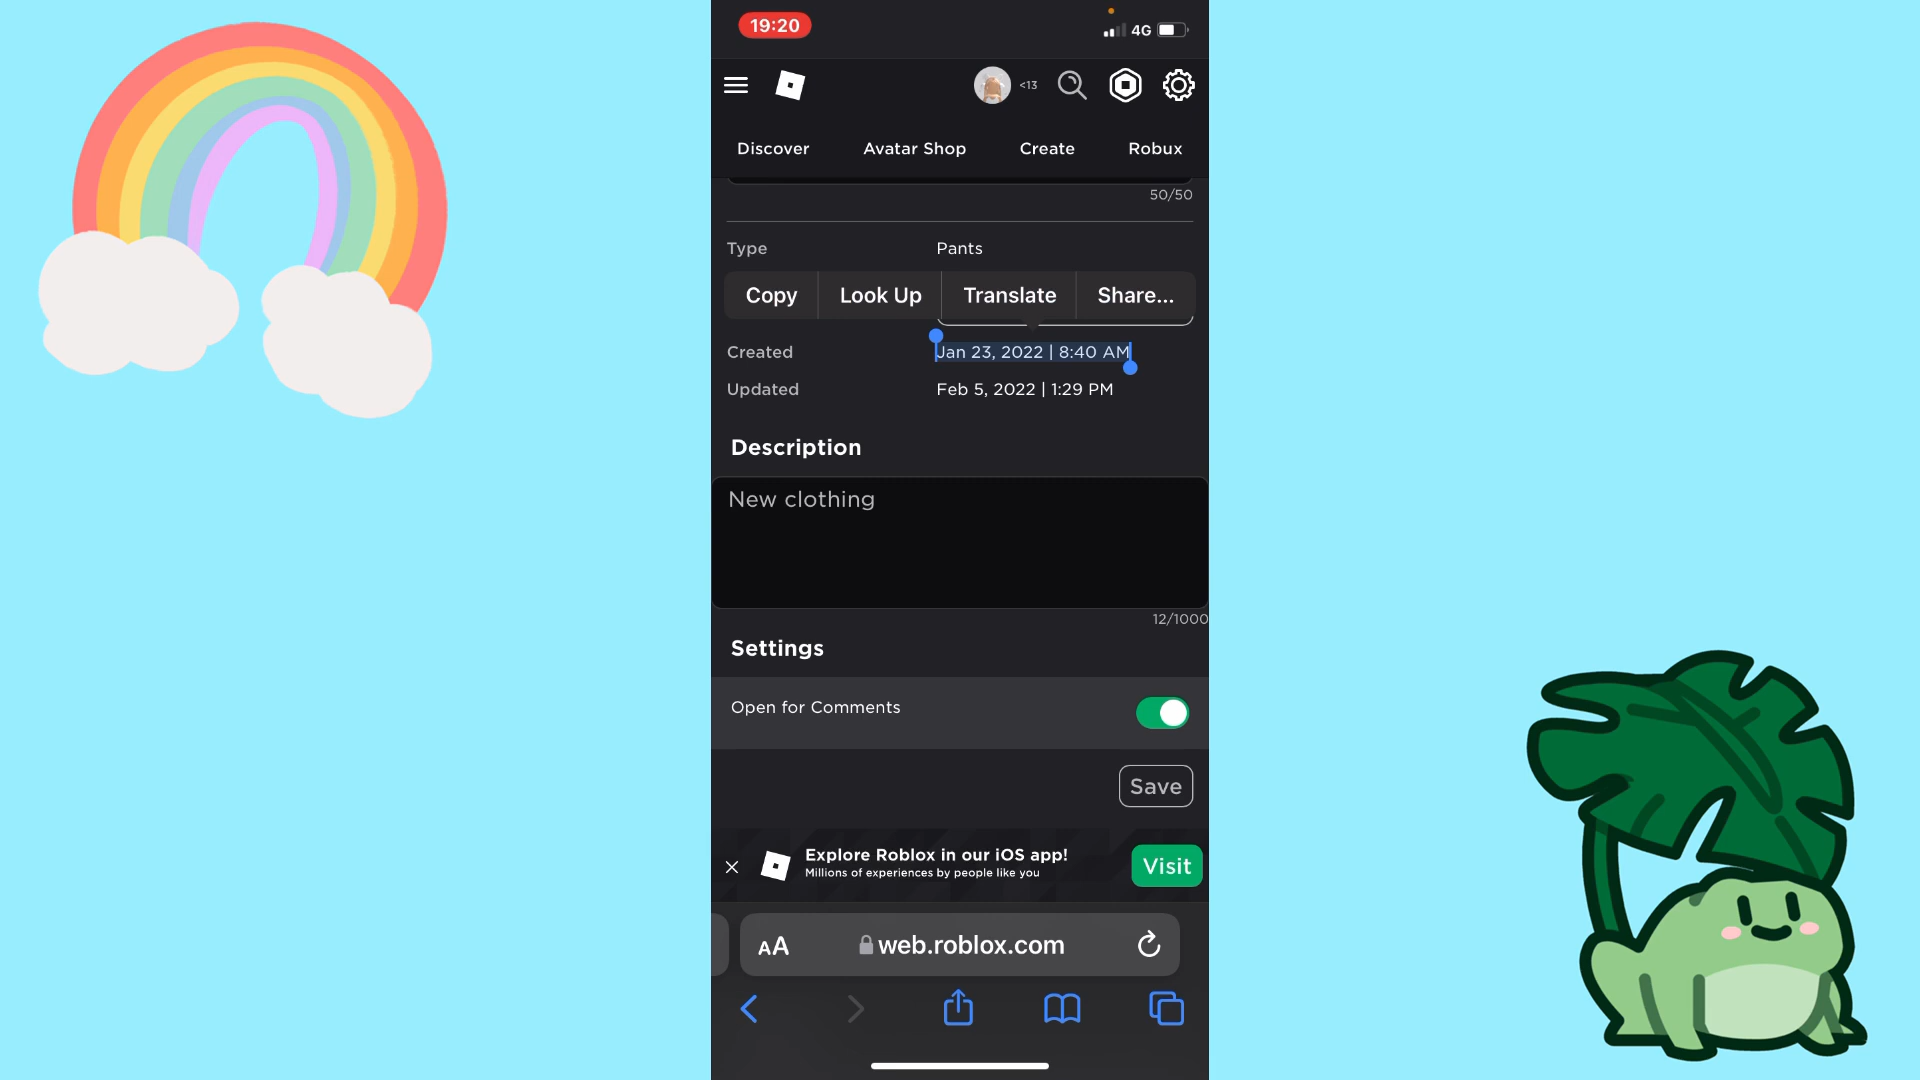 19:20
4G
<13
Discover Avatar Shop Create Robux
50/50
Type Pants
Copy Look Up Translate Share...
Created Jan 23, 2022 | 8:40 AM
Updated Feb 5, 2022 | 1:29 PM
Description
New clothing
12/1000
Settings
Open for Comments
Save
Explore Roblox in our iOS app!
Millions of experiences by people like you
Visit
AA web.roblox.com